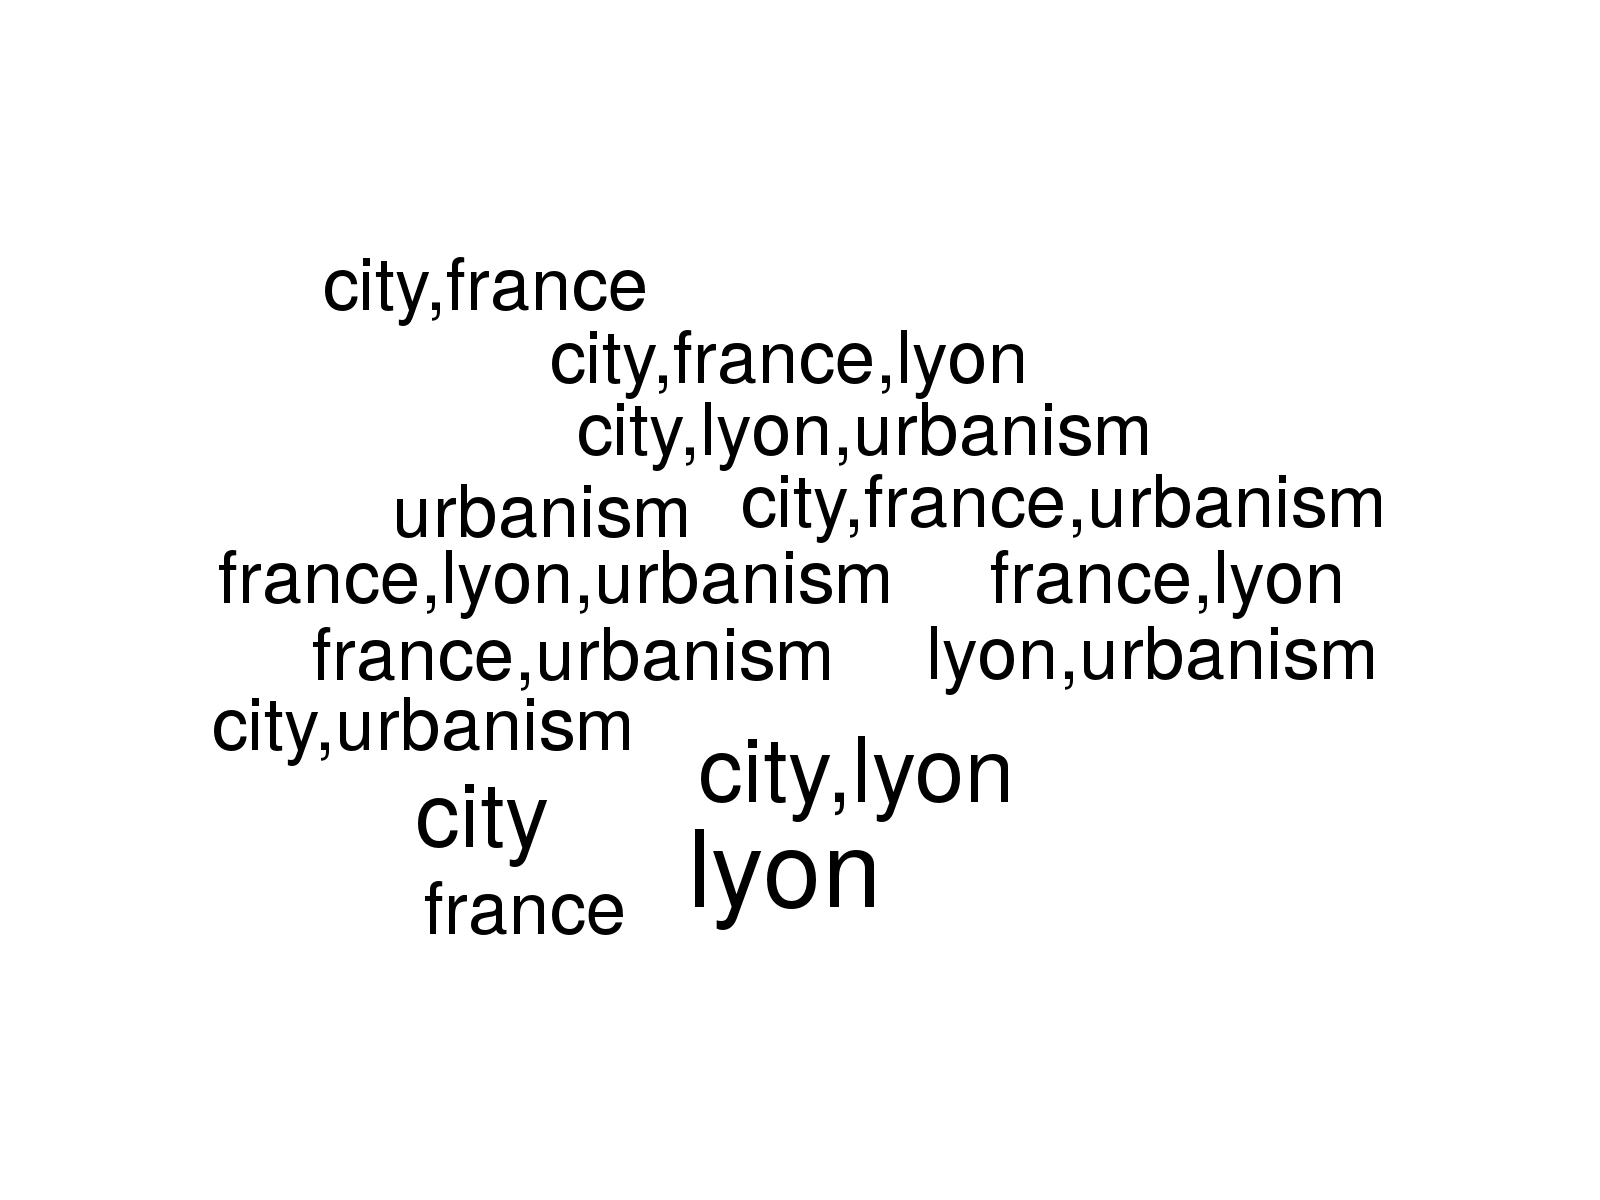 city,france
city,france,lyon
city,lyon,urbanism
urbanism city,france,urbanism
france,lyon,urbanism france,lyon
france,urbanism lyon,urbanism
city,urbanism
city,lyon
city
lyon
france